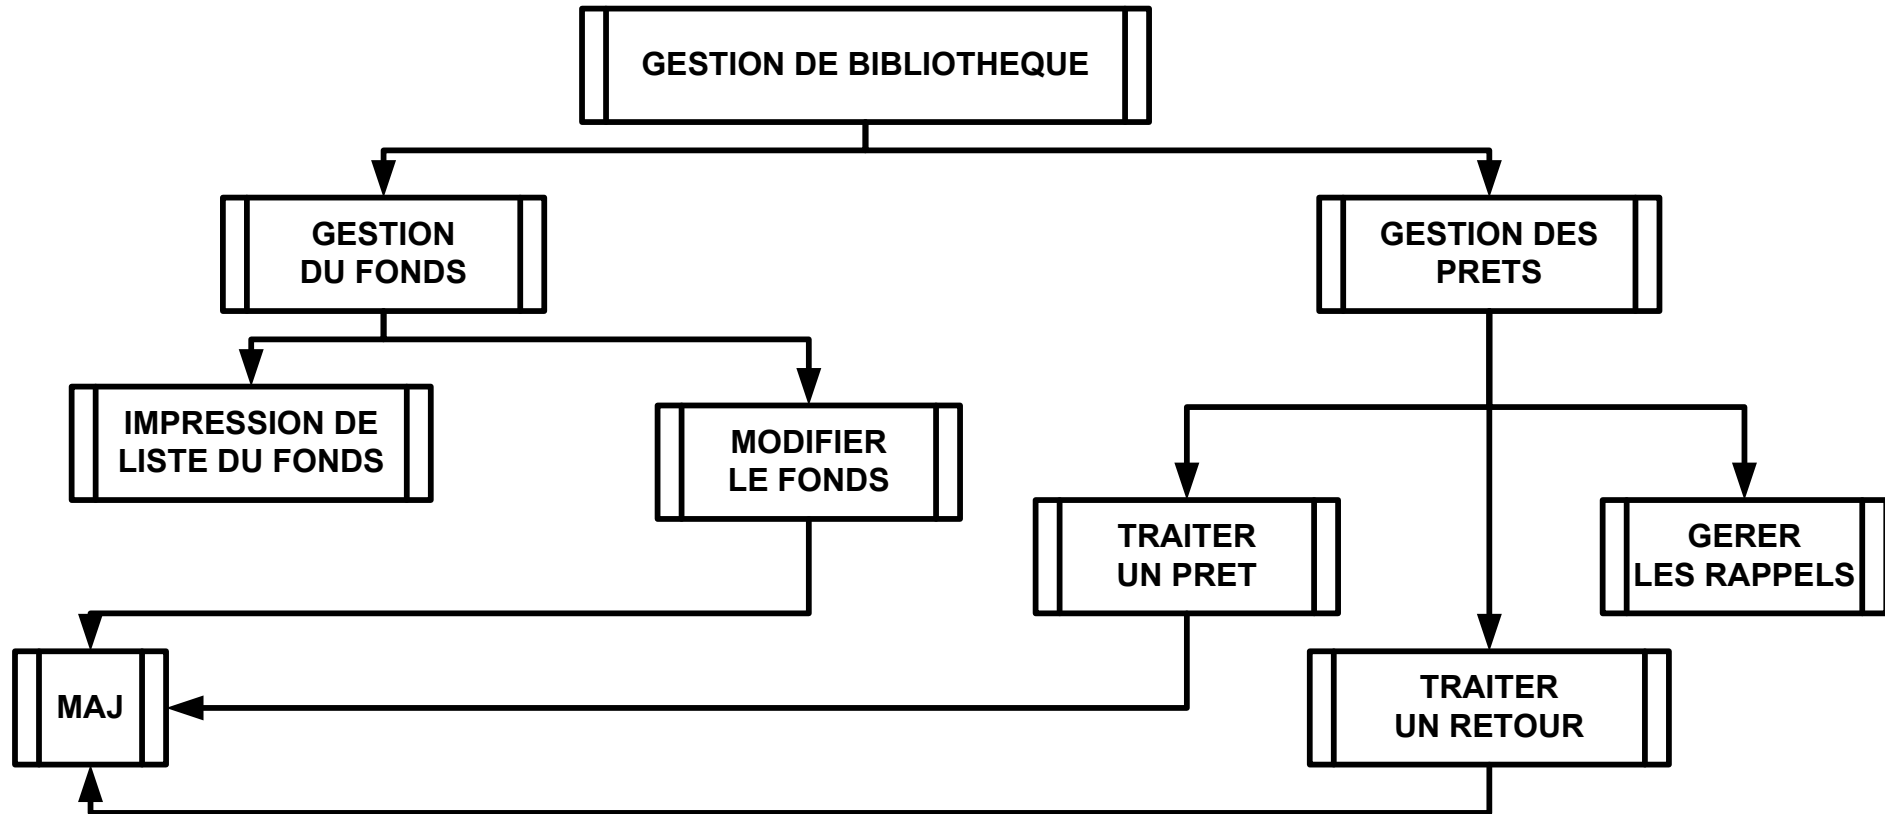 GESTION DE BIBLIOTHEQUE
GESTION
DU FONDS
GESTION DES
PRETS
IMPRESSION DE
LISTE DU FONDS
MODIFIER
LE FONDS
TRAITER
UN PRET
GERER
LES RAPPELS
MAJ
TRAITER
UN RETOUR